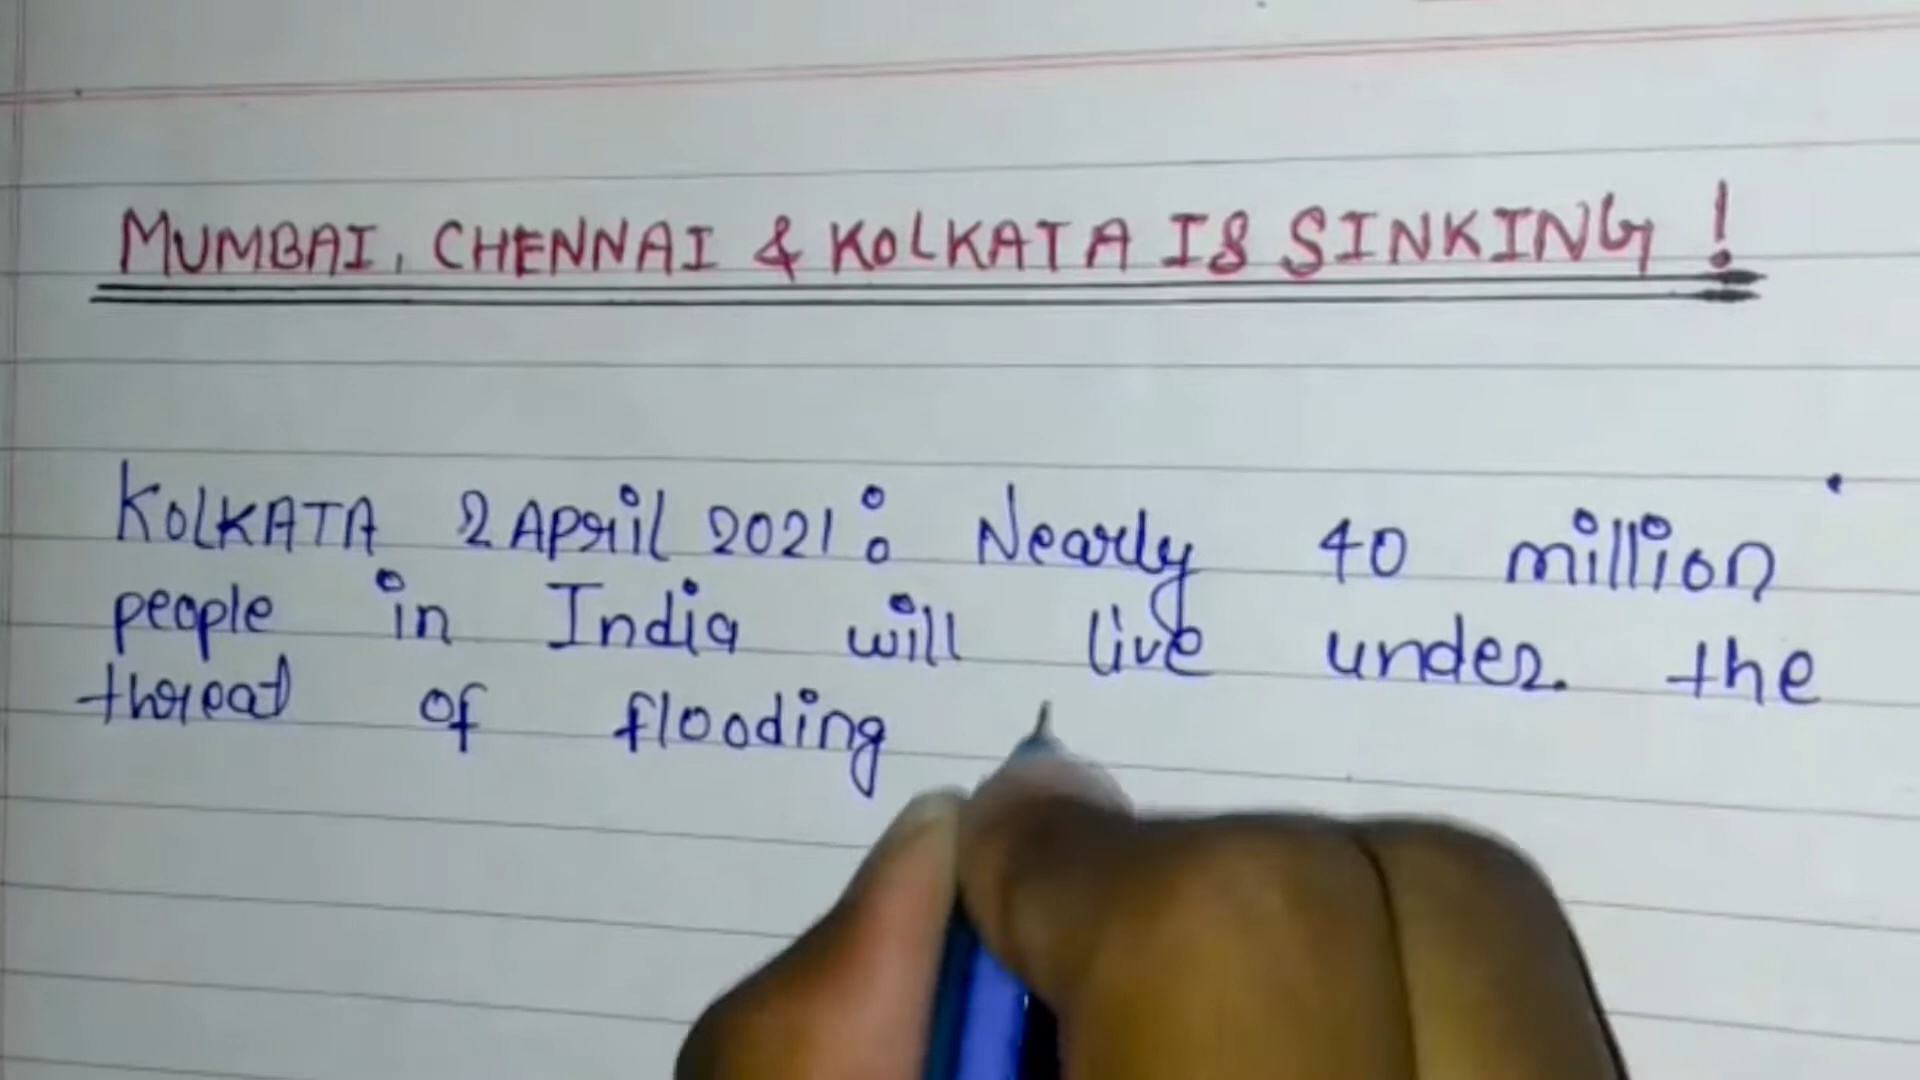 MUMBAI, CHENNAI & KOLKATA IS SINKING !
KOLKATA 2 April 2021 : Nearly 40 million
people in India will live under the
threat of flooding